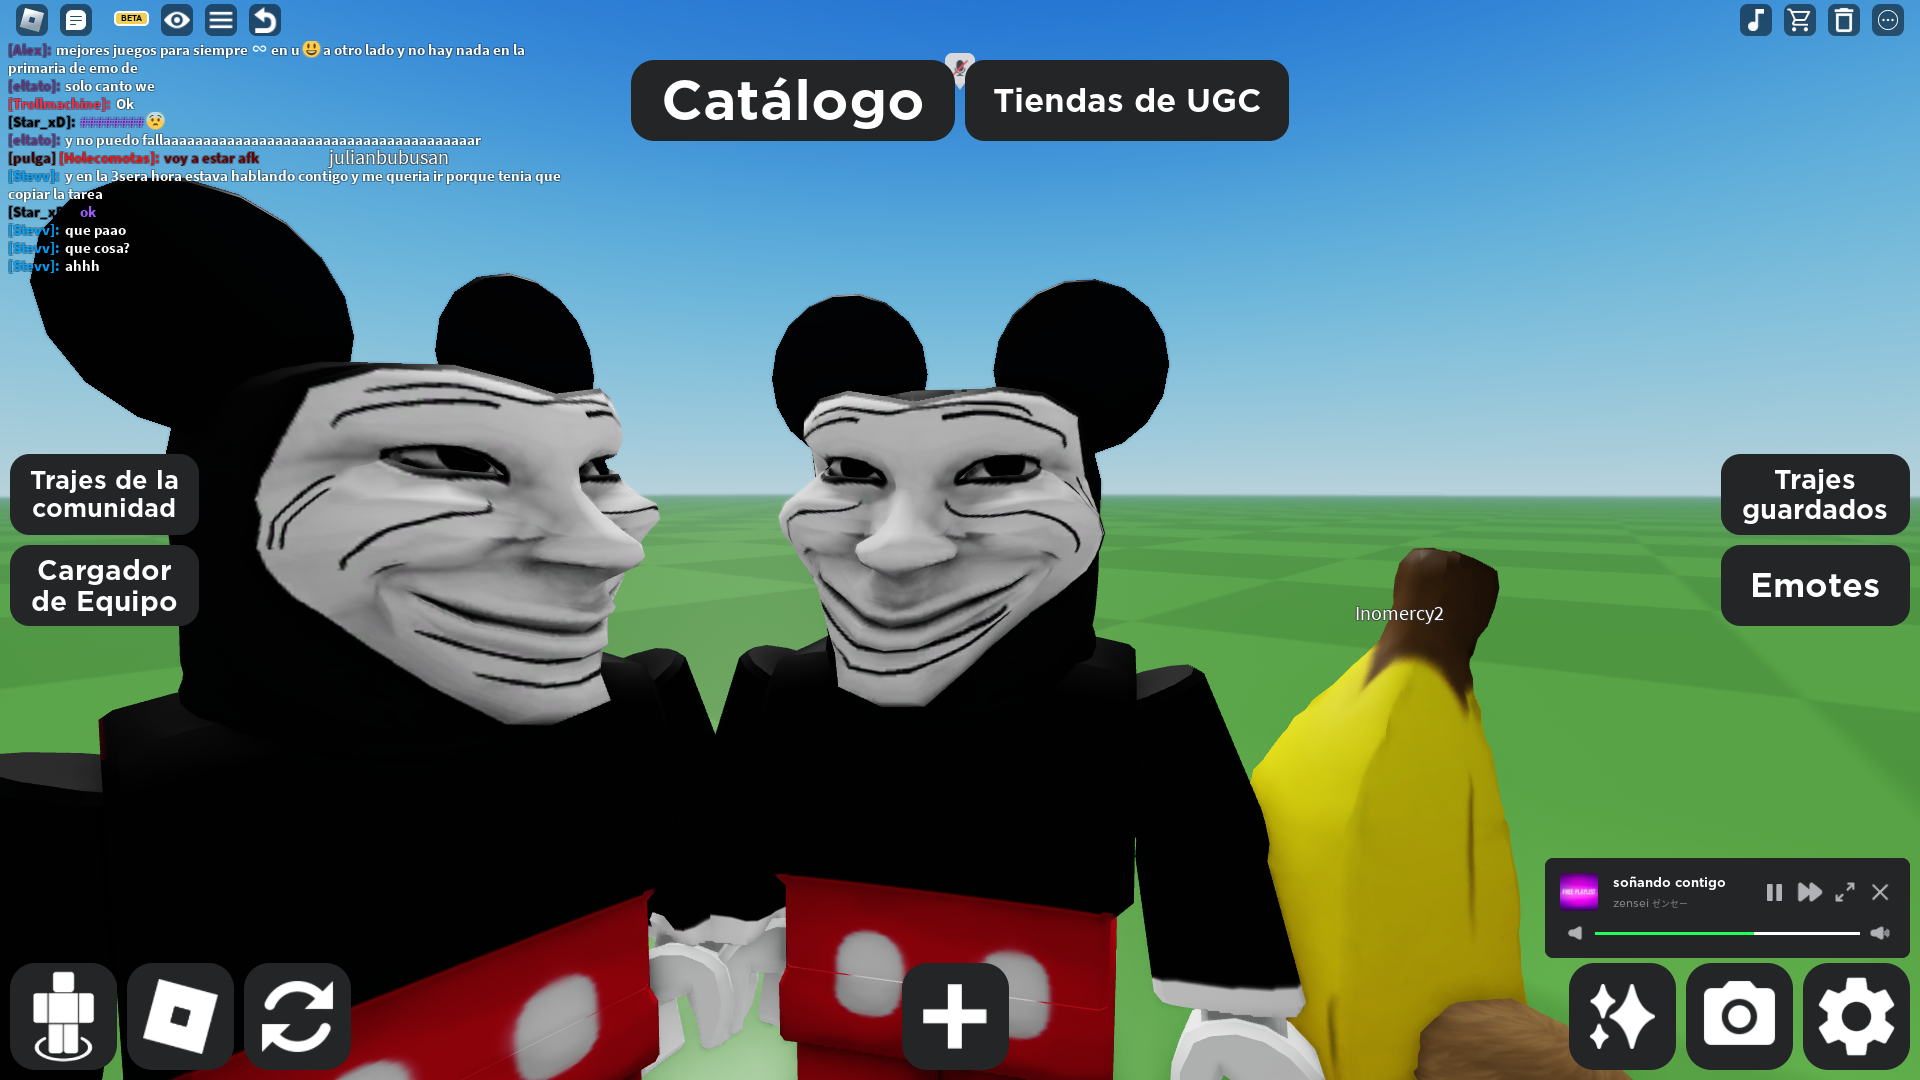 BETA
[Alex]: mejores juegos para siempre ∞ en u😃a otro lado y no hay nada en la
primaria de emo de
[eltato]: solo canto we
[Trollmachine]: Ok
[Star_xD]: ########😟
[eltato]: y no puedo fallaaaaaaaaaaaaaaaaaaaaaaaaaaaaaaaaaaaaaar
[pulga] [Holecomotas]: voy a estar afk
julianbubusan
[Stevv]: y en la 3sera hora estava hablando contigo y me queria ir porque tenia que
copiar la tarea
[Star_xD]: ok
[Stevv]: que paao
[Stevv]: que cosa?
[Stevv]: ahhh
Catálogo
Tiendas de UGC
Trajes de la
comunidad
Cargador
de Equipo
Trajes
guardados
Emotes
Inomercy2
FREE PLAYLIST
soñando contigo
zensei ゼンセー